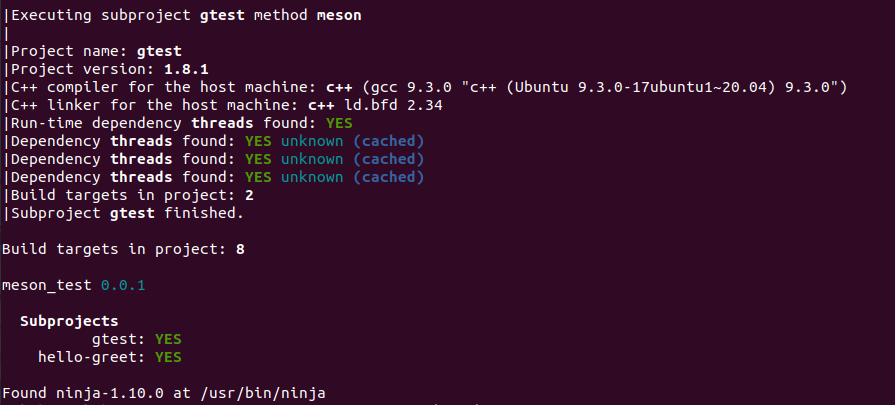 |Executing subproject gtest method meson
|
|Project name: gtest
|Project version: 1.8.1
|C++ compiler for the host machine: c++ (gcc 9.3.0 "c++ (Ubuntu 9.3.0-17ubuntu1~20.04) 9.3.0")
|C++ linker for the host machine: c++ ld.bfd 2.34
|Run-time dependency threads found: YES
|Dependency threads found: YES unknown (cached)
|Dependency threads found: YES unknown (cached)
|Dependency threads found: YES unknown (cached)
|Build targets in project: 2
|Subproject gtest finished.

Build targets in project: 8

meson_test 0.0.1

  Subprojects
          gtest: YES
    hello-greet: YES

Found ninja-1.10.0 at /usr/bin/ninja